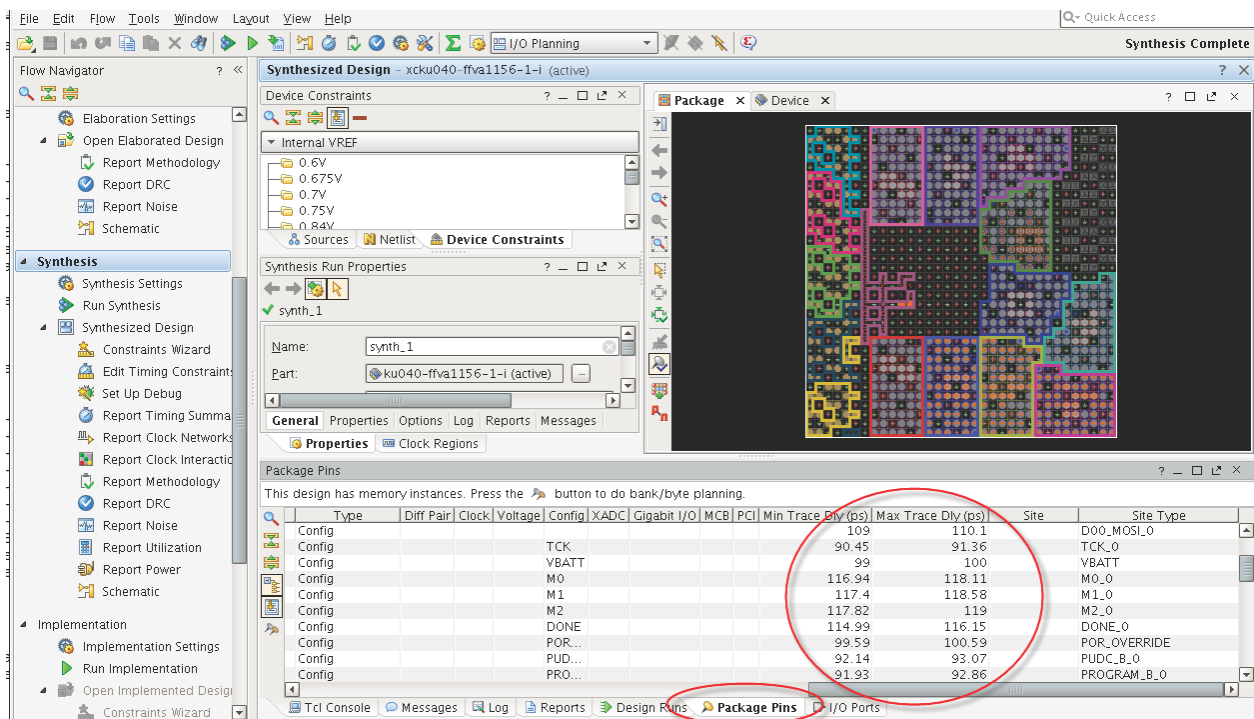 File Edit Flow Tools Window Layout View Help
Quick Access
I/O Planning
Synthesis Complete
Flow Navigator ? «
Elaboration Settings
Open Elaborated Design
Report Methodology
Report DRC
Report Noise
Schematic
Synthesis
Synthesis Settings
Run Synthesis
Synthesized Design
Constraints Wizard
Edit Timing Constraints
Set Up Debug
Report Timing Summa
Report Clock Networks
Report Clock Interactic
Report Methodology
Report DRC
Report Noise
Report Utilization
Report Power
Schematic
Implementation
Implementation Settings
Run Implementation
Open Implemented Desig
Constraints Wizard
Synthesized Design - xcku040-ffva1156-1-i (active)
Device Constraints
Internal VREF
0.6V
0.675V
0.7V
0.75V
0.84V
Sources Netlist Device Constraints
Synthesis Run Properties
synth_1
Name: synth_1
Part: ku040-ffva1156-1-i (active)
General Properties Options Log Reports Messages
Properties Clock Regions
Package Device
Package Pins
This design has memory instances. Press the button to do bank/byte planning.
Type Diff Pair Clock Voltage Config XADC Gigabit I/O MCB PCI Min Trace Dly (ps) Max Trace Dly (ps) Site Site Type
Config 109 110.1 D00_MOSI_0
Config TCK 90.45 91.36 TCK_0
Config VBATT 99 100 VBATT
Config M0 116.94 118.11 M0_0
Config M1 117.4 118.58 M1_0
Config M2 117.82 119 M2_0
Config DONE 114.99 116.15 DONE_0
Config POR... 99.59 100.59 POR_OVERRIDE
Config PUD... 92.14 93.07 PUDC_B_0
Config PRO... 91.93 92.86 PROGRAM_B_0
Tcl Console Messages Log Reports Design Runs Package Pins I/O Ports